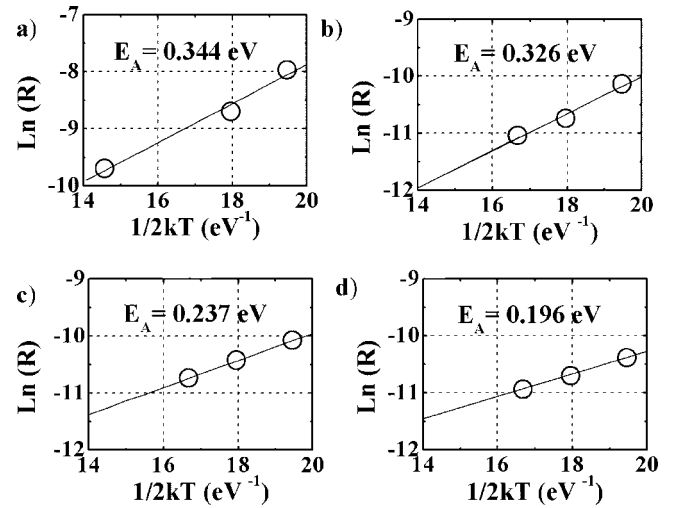 a)
E_A = 0.344 eV
Ln (R)
-7
-8
-9
-10
14 16 18 20
1/2kT (eV⁻¹)
b)
E_A = 0.326 eV
Ln (R)
-9
-10
-11
-12
14 16 18 20
1/2kT (eV⁻¹)
c)
E_A = 0.237 eV
Ln (R)
-9
-10
-11
-12
14 16 18 20
1/2kT (eV⁻¹)
d)
E_A = 0.196 eV
Ln (R)
-9
-10
-11
-12
14 16 18 20
1/2kT (eV⁻¹)